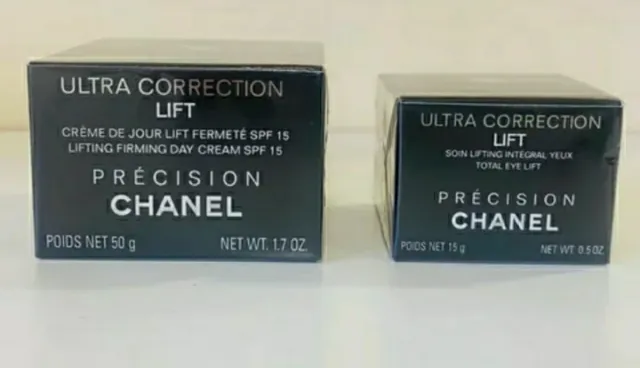 ULTRA CORRECTION
LIFT
CRÈME DE JOUR LIFT FERMETÉ SPF 15
LIFTING FIRMING DAY CREAM SPF 15
PRÉCISION
CHANEL
POIDS NET 50 g NET WT. 1.7 OZ.
ULTRA CORRECTION
LIFT
SOIN LIFTING INTÉGRAL YEUX
TOTAL EYE LIFT
PRÉCISION
CHANEL
POIDS NET 15 g NET WT. 0.5 OZ.